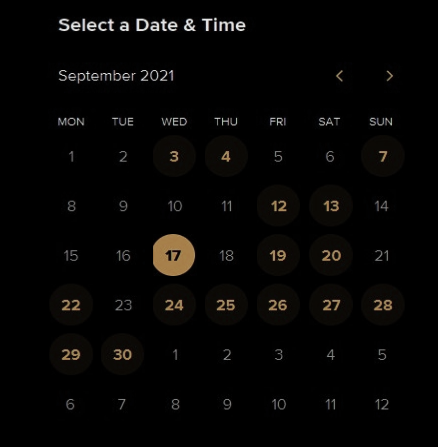 Select a Date & Time
September 2021
MON TUE WED THU FRI SAT SUN
1 2 3 4 5 6 7
8 9 10 11 12 13 14
15 16 17 18 19 20 21
22 23 24 25 26 27 28
29 30 1 2 3 4 5
6 7 8 9 10 11 12